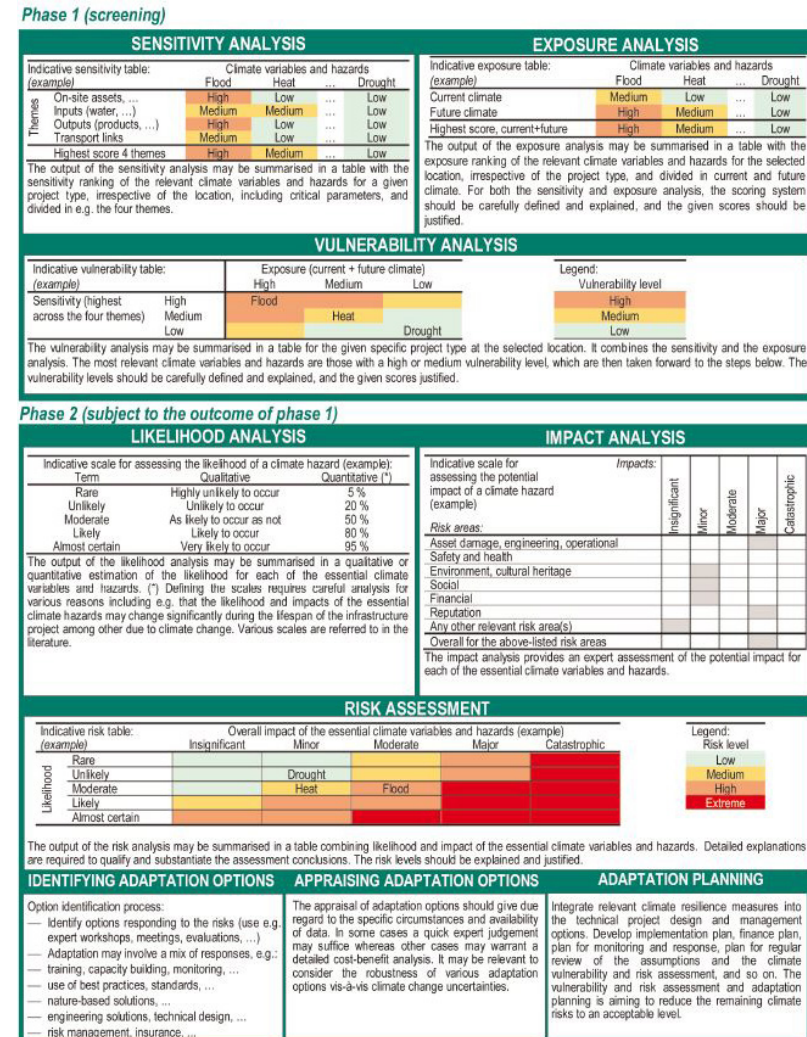 Phase 1 (screening)
SENSITIVITY ANALYSIS
Indicative sensitivity table: Climate variables and hazards
(example) Flood Heat ... Drought
Themes
On-site assets, ... High Low ... Low
Inputs (water, ...) Medium Medium ... Low
Outputs (products, ...) High Low ... Low
Transport links Medium Low ... Low
Highest score 4 themes High Medium ... Low
The output of the sensitivity analysis may be summarised in a table with the
sensitivity ranking of the relevant climate variables and hazards for a given
project type, irrespective of the location, including critical parameters, and
divided in e.g. the four themes.
EXPOSURE ANALYSIS
Indicative exposure table: Climate variables and hazards
(example) Flood Heat ... Drought
Current climate Medium Low ... Low
Future climate High Medium ... Low
Highest score, current+future High Medium ... Low
The output of the exposure analysis may be summarised in a table with the
exposure ranking of the relevant climate variables and hazards for the selected
location, irrespective of the project type, and divided in current and future
climate. For both the sensitivity and exposure analysis, the scoring system
should be carefully defined and explained, and the given scores should be
justified.
VULNERABILITY ANALYSIS
Indicative vulnerability table: Exposure (current + future climate)
(example) High Medium Low
Sensitivity (highest High Flood
across the four themes) Medium Heat
Low Drought
Legend:
Vulnerability level
High
Medium
Low
The vulnerability analysis may be summarised in a table for the given specific project type at the selected location. It combines the sensitivity and the exposure
analysis. The most relevant climate variables and hazards are those with a high or medium vulnerability level, which are then taken forward to the steps below. The
vulnerability levels should be carefully defined and explained, and the given scores justified.
Phase 2 (subject to the outcome of phase 1)
LIKELIHOOD ANALYSIS
Indicative scale for assessing the likelihood of a climate hazard (example):
Term Qualitative Quantitative (*)
Rare Highly unlikely to occur 5 %
Unlikely Unlikely to occur 20 %
Moderate As likely to occur as not 50 %
Likely Likely to occur 80 %
Almost certain Very likely to occur 95 %
The output of the likelihood analysis may be summarised in a qualitative or
quantitative estimation of the likelihood for each of the essential climate
variables and hazards. (*) Defining the scales requires careful analysis for
various reasons including e.g. that the likelihood and impacts of the essential
climate hazards may change significantly during the lifespan of the infrastructure
project among other due to climate change. Various scales are referred to in the
literature.
IMPACT ANALYSIS
Indicative scale for Impacts:
assessing the potential
impact of a climate hazard
(example)
Insignificant
Minor
Moderate
Major
Catastrophic
Risk areas:
Asset damage, engineering, operational
Safety and health
Environment, cultural heritage
Social
Financial
Reputation
Any other relevant risk area(s)
Overall for the above-listed risk areas
The impact analysis provides an expert assessment of the potential impact for
each of the essential climate variables and hazards.
RISK ASSESSMENT
Indicative risk table: Overall impact of the essential climate variables and hazards (example)
(example) Insignificant Minor Moderate Major Catastrophic
Likelihood
Rare
Unlikely Drought
Moderate Heat Flood
Likely
Almost certain
Legend:
Risk level
Low
Medium
High
Extreme
The output of the risk analysis may be summarised in a table combining likelihood and impact of the essential climate variables and hazards. Detailed explanations
are required to qualify and substantiate the assessment conclusions. The risk levels should be explained and justified.
IDENTIFYING ADAPTATION OPTIONS
Option identification process:
— Identify options responding to the risks (use e.g.
expert workshops, meetings, evaluations, ...)
— Adaptation may involve a mix of responses, e.g.:
— training, capacity building, monitoring, ...
— use of best practices, standards, ...
— nature-based solutions, ...
— engineering solutions, technical design, ...
— risk management, insurance, ...
APPRAISING ADAPTATION OPTIONS
The appraisal of adaptation options should give due
regard to the specific circumstances and availability
of data. In some cases a quick expert judgement
may suffice whereas other cases may warrant a
detailed cost-benefit analysis. It may be relevant to
consider the robustness of various adaptation
options vis-à-vis climate change uncertainties.
ADAPTATION PLANNING
Integrate relevant climate resilience measures into
the technical project design and management
options. Develop implementation plan, finance plan,
plan for monitoring and response, plan for regular
review of the assumptions and the climate
vulnerability and risk assessment, and so on. The
vulnerability and risk assessment and adaptation
planning is aiming to reduce the remaining climate
risks to an acceptable level.